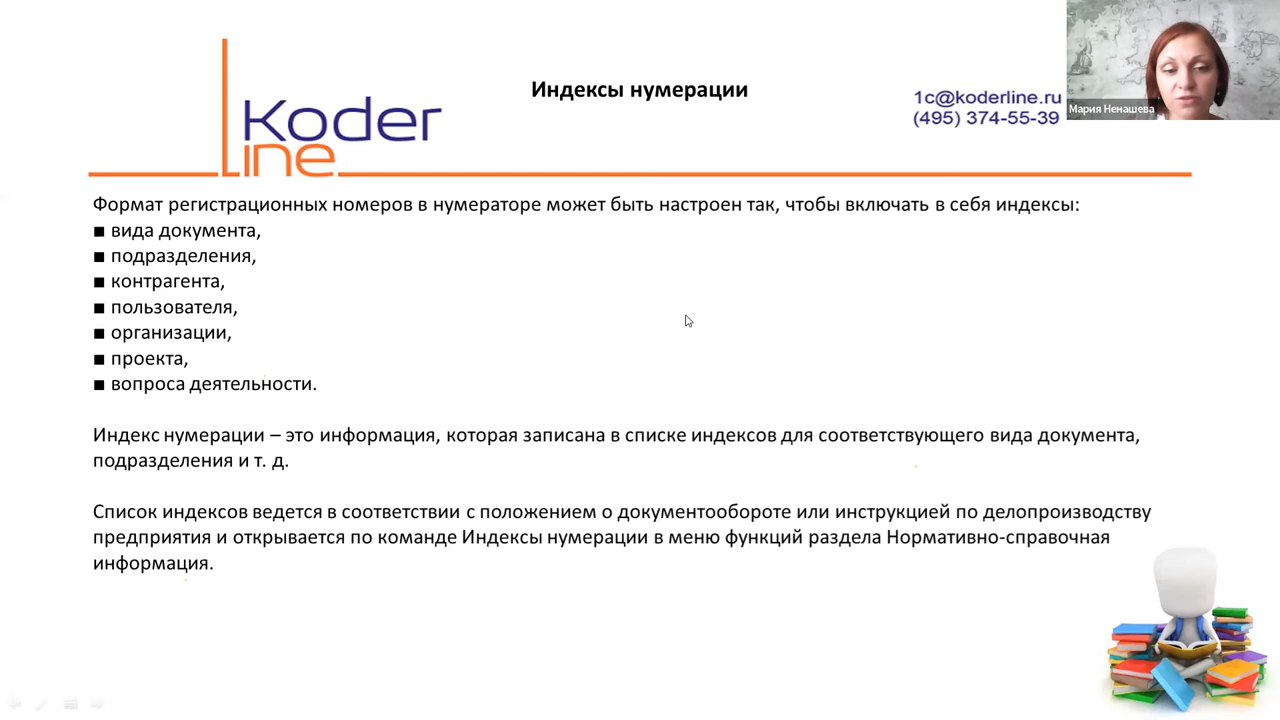 Индексы нумерации
Koder
line
1c@koderline.ru
(495) 374-55-39
Мария Ненашева
Формат регистрационных номеров в нумераторе может быть настроен так, чтобы включать в себя индексы:
■ вида документа,
■ подразделения,
■ контрагента,
■ пользователя,
■ организации,
■ проекта,
■ вопроса деятельности.
Индекс нумерации – это информация, которая записана в списке индексов для соответствующего вида документа,
подразделения и т. д.
Список индексов ведется в соответствии с положением о документообороте или инструкцией по делопроизводству
предприятия и открывается по команде Индексы нумерации в меню функций раздела Нормативно-справочная
информация.